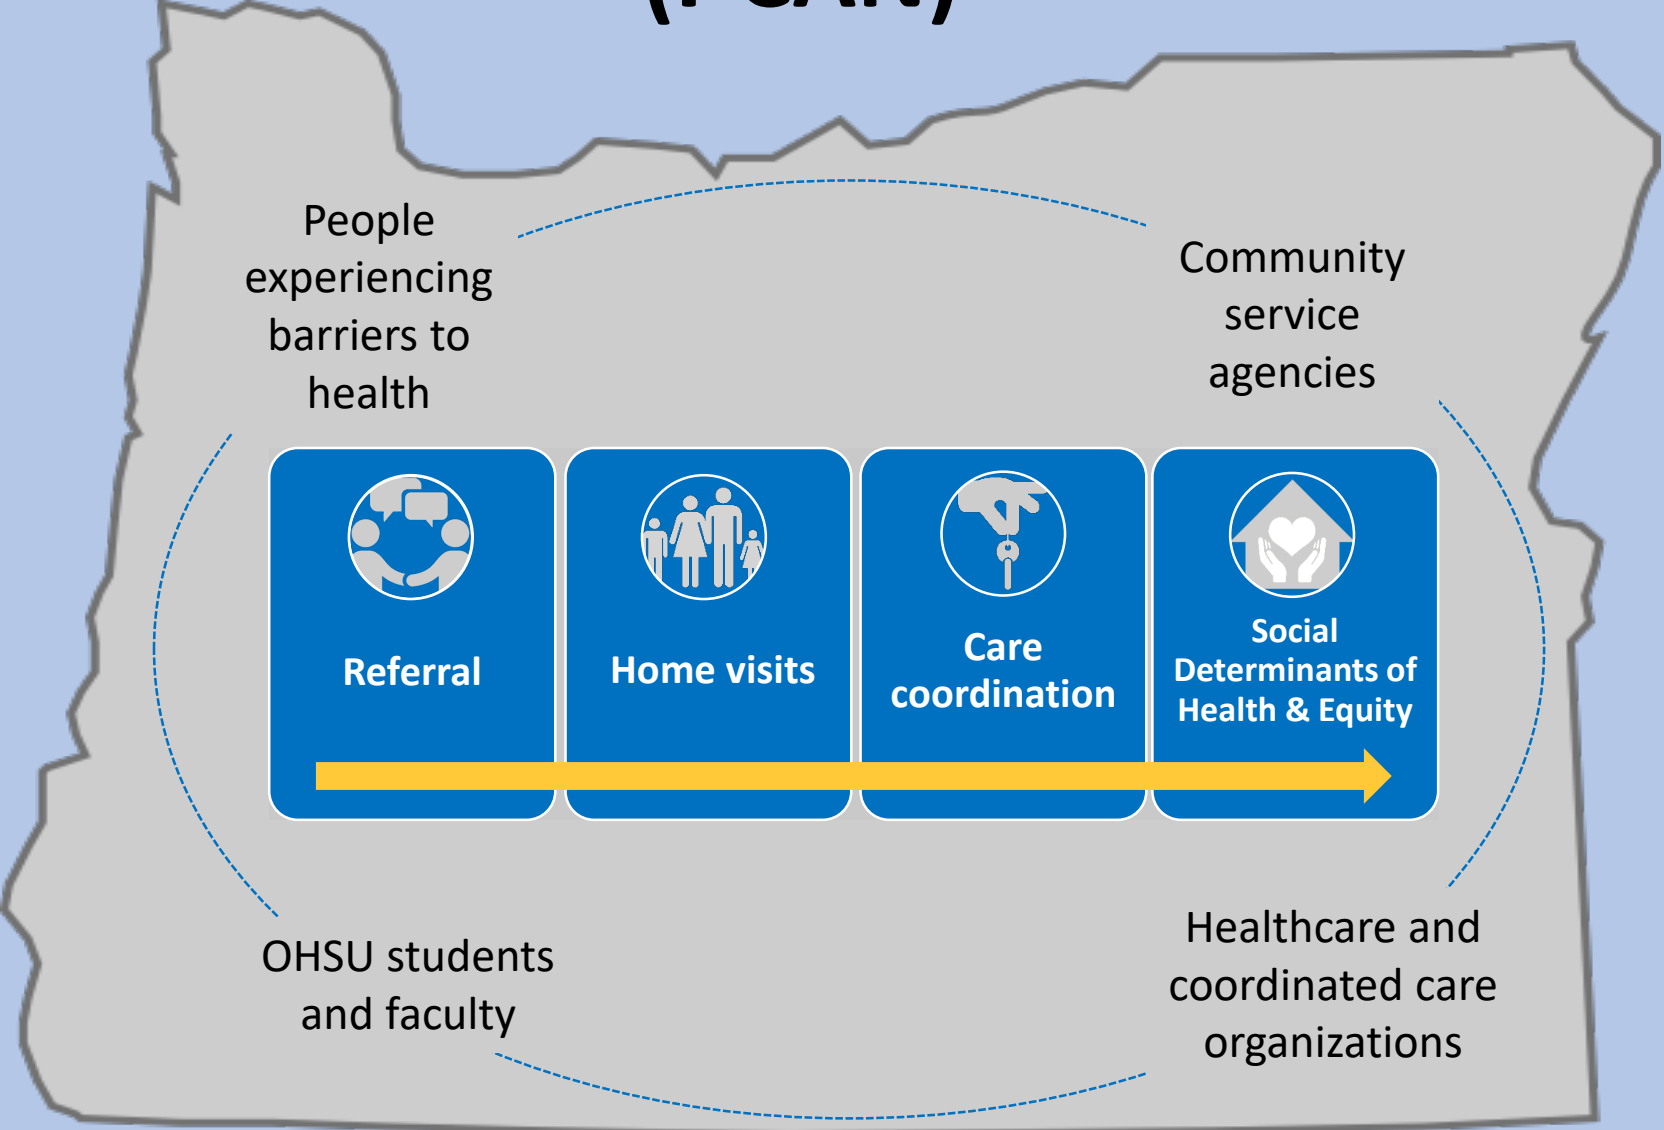 (I-CAN)
People
experiencing
barriers to
health
Community
service
agencies
Referral
Home visits
Care
coordination
Social
Determinants of
Health & Equity
OHSU students
and faculty
Healthcare and
coordinated care
organizations